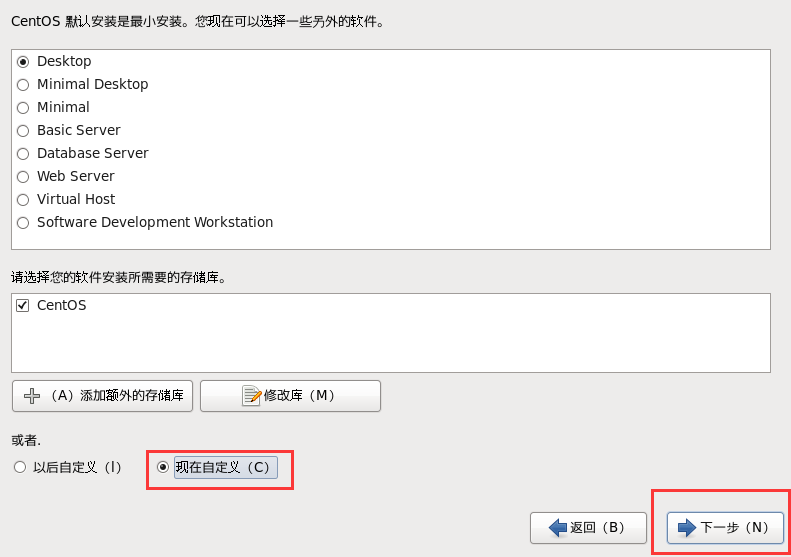 CentOS 默认安装是最小安装。您现在可以选择一些另外的软件。
Desktop
Minimal Desktop
Minimal
Basic Server
Database Server
Web Server
Virtual Host
Software Development Workstation
请选择您的软件安装所需要的存储库。
CentOS
（A）添加额外的存储库 修改库（M）
或者.
以后自定义（l） 现在自定义（C）
返回（B） 下一步（N）